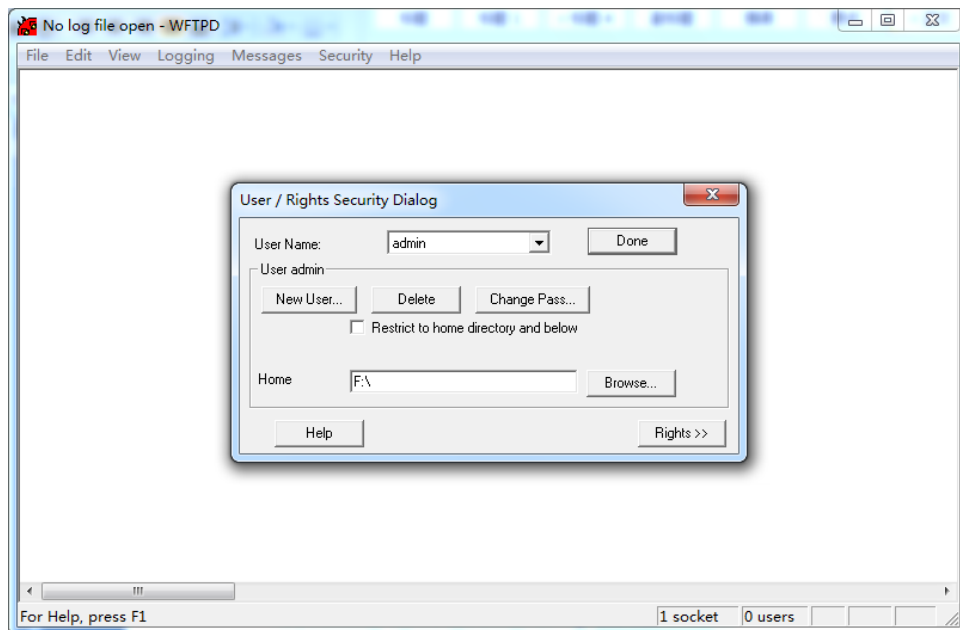 No log file open - WFTPD
File Edit View Logging Messages Security Help
User / Rights Security Dialog
User Name: admin Done
User admin
New User... Delete Change Pass...
Restrict to home directory and below
Home F:\ Browse...
Help Rights >>
For Help, press F1 1 socket 0 users